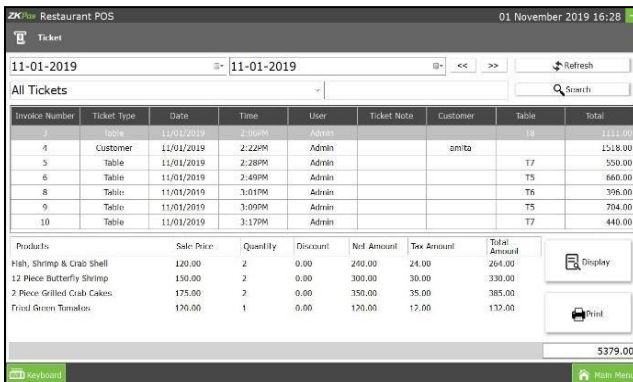 ZKPos Restaurant POS 01 November 2019 16:28
Ticket
11-01-2019 11-01-2019 << >> Refresh
All Tickets Search
Invoice Number Ticket Type Date Time User Ticket Note Customer Table Total
3 Table 11/01/2019 2:06PM Admin T8 1111.00
4 Customer 11/01/2019 2:22PM Admin amita 1518.00
5 Table 11/01/2019 2:28PM Admin T7 550.00
6 Table 11/01/2019 2:49PM Admin T5 660.00
8 Table 11/01/2019 3:01PM Admin T6 396.00
9 Table 11/01/2019 3:09PM Admin T5 704.00
10 Table 11/01/2019 3:17PM Admin T7 440.00
Products Sale Price Quantity Discount Net Amount Tax Amount Total Amount
Fish, Shrimp & Crab Shell 120.00 2 0.00 240.00 24.00 264.00
Display
12 Piece Butterfly Shrimp 150.00 2 0.00 300.00 30.00 330.00
2 Piece Grilled Crab Cakes 175.00 2 0.00 350.00 35.00 385.00
Fried Green Tomatos 120.00 1 0.00 120.00 12.00 132.00
Print
5379.00
Keyboard Main Menu